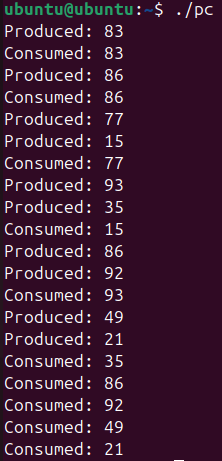 ubuntu@ubuntu:~$ ./pc
Produced: 83
Consumed: 83
Produced: 86
Consumed: 86
Produced: 77
Produced: 15
Consumed: 77
Produced: 93
Produced: 35
Consumed: 15
Produced: 86
Produced: 92
Consumed: 93
Produced: 49
Produced: 21
Consumed: 35
Consumed: 86
Consumed: 92
Consumed: 49
Consumed: 21